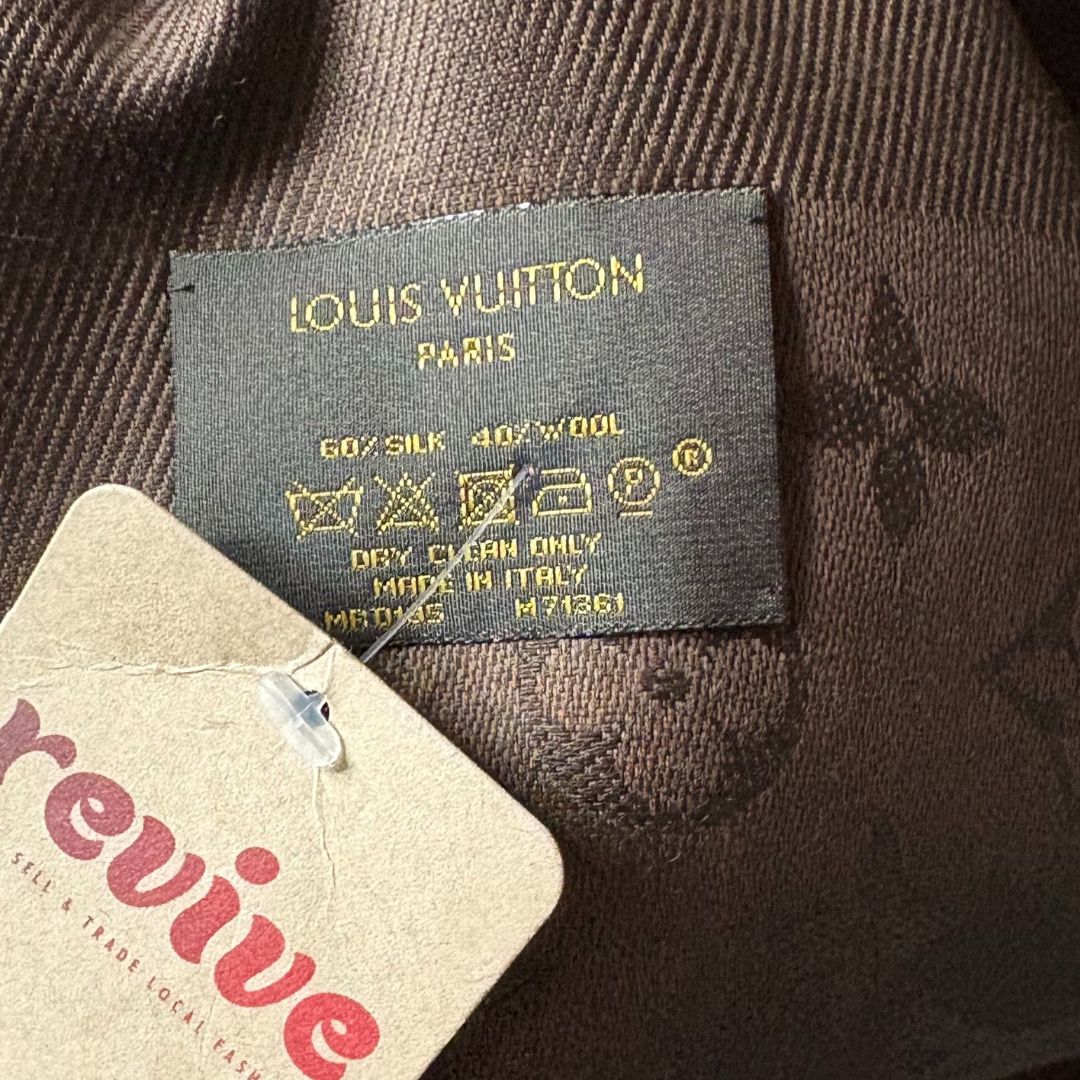 LOUIS VUITTON
PARIS
60% SILK 40% WOOL
®
DRY CLEAN ONLY
MADE IN ITALY
M71361
revive
SELL & TRADE LOCAL FASH